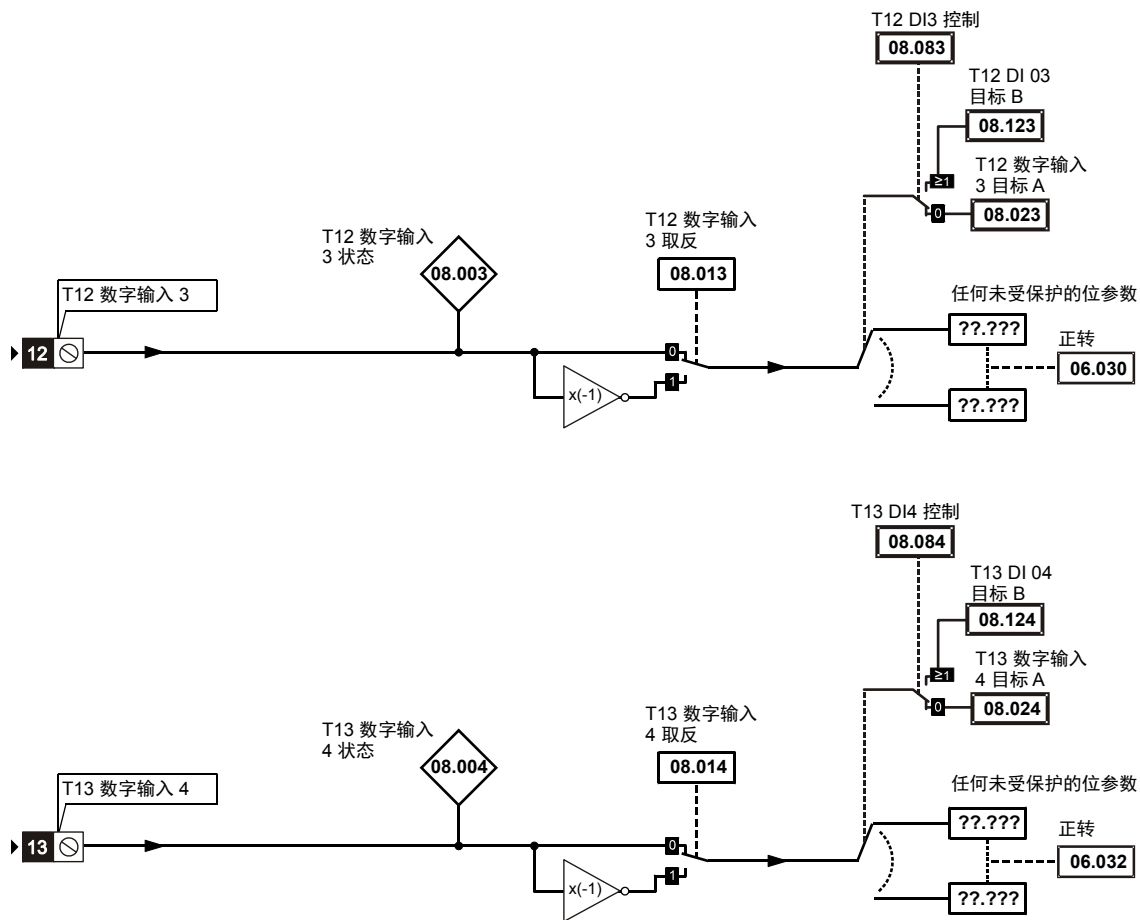 T12 DI3 控制
08.083
T12 DI 03
目标 B
08.123
≥1
T12 数字输入
3 目标 A
0
08.023
T12 数字输入
3 状态
08.003
T12 数字输入
3 取反
08.013
T12 数字输入 3
12
0
1
x(-1)
任何未受保护的位参数
??.???
正转
06.030
??.???
T13 DI4 控制
08.084
T13 DI 04
目标 B
08.124
≥1
T13 数字输入
4 目标 A
0
08.024
T13 数字输入
4 状态
08.004
T13 数字输入
4 取反
08.014
T13 数字输入 4
13
0
1
x(-1)
任何未受保护的位参数
??.???
正转
06.032
??.???